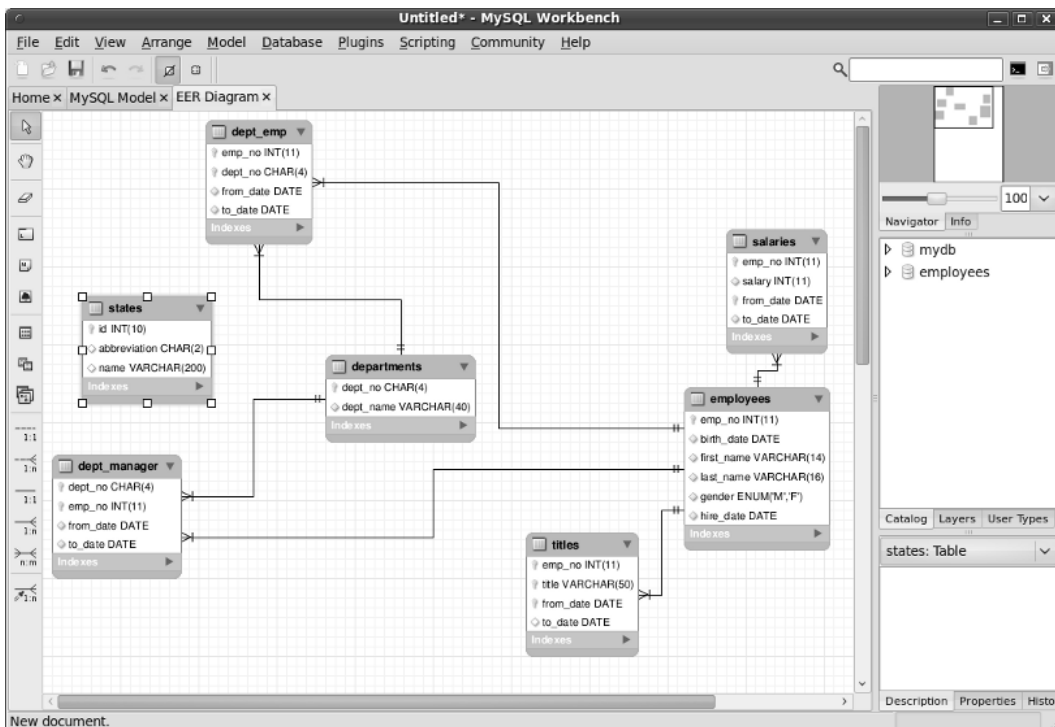 Untitled* - MySQL Workbench
File Edit View Arrange Model Database Plugins Scripting Community Help
Home × MySQL Model × EER Diagram ×
dept_emp
emp_no INT(11)
dept_no CHAR(4)
from_date DATE
to_date DATE
Indexes
states
id INT(10)
abbreviation CHAR(2)
name VARCHAR(200)
Indexes
departments
dept_no CHAR(4)
dept_name VARCHAR(40)
Indexes
dept_manager
dept_no CHAR(4)
emp_no INT(11)
from_date DATE
to_date DATE
Indexes
salaries
emp_no INT(11)
salary INT(11)
from_date DATE
to_date DATE
Indexes
employees
emp_no INT(11)
birth_date DATE
first_name VARCHAR(14)
last_name VARCHAR(16)
gender ENUM('M','F')
hire_date DATE
Indexes
titles
emp_no INT(11)
title VARCHAR(50)
from_date DATE
to_date DATE
Indexes
1:1
1:n
1:1
1:n
n:m
1:n
100
Navigator Info
mydb
employees
Catalog Layers User Types
states: Table
Description Properties Histo
New document.